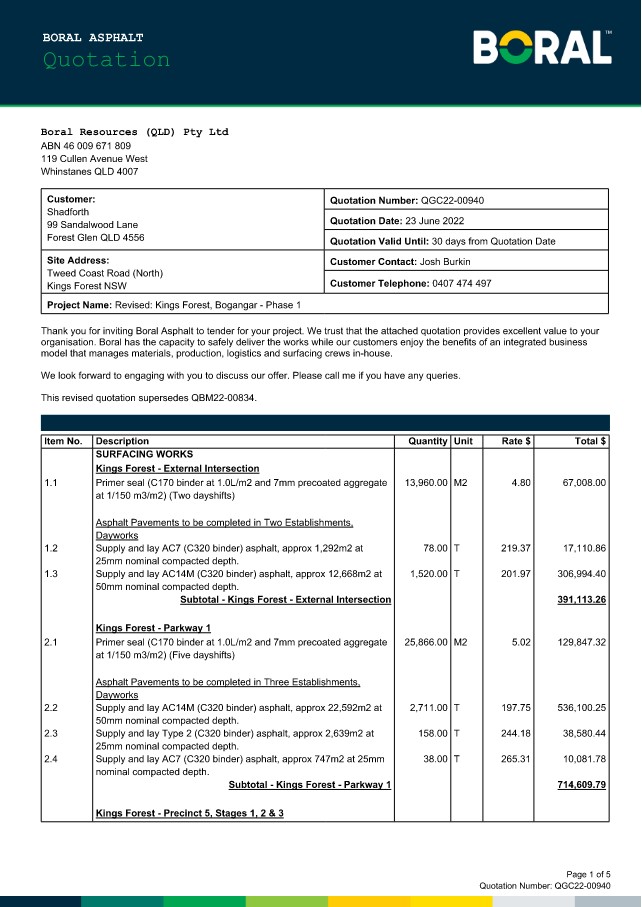 BORAL ASPHALT
Quotation
BORAL™
Boral Resources (QLD) Pty Ltd
ABN 46 009 671 809
119 Cullen Avenue West
Whinstanes QLD 4007
Customer:
Shadforth
99 Sandalwood Lane
Forest Glen QLD 4556
Quotation Number: QGC22-00940
Quotation Date: 23 June 2022
Quotation Valid Until: 30 days from Quotation Date
Site Address:
Tweed Coast Road (North)
Kings Forest NSW
Customer Contact: Josh Burkin
Customer Telephone: 0407 474 497
Project Name: Revised: Kings Forest, Bogangar - Phase 1
Thank you for inviting Boral Asphalt to tender for your project. We trust that the attached quotation provides excellent value to your
organisation. Boral has the capacity to safely deliver the works while our customers enjoy the benefits of an integrated business
model that manages materials, production, logistics and surfacing crews in-house.
We look forward to engaging with you to discuss our offer. Please call me if you have any queries.
This revised quotation supersedes QBM22-00834.
Item No. Description Quantity Unit Rate $ Total $
SURFACING WORKS
Kings Forest - External Intersection
1.1 Primer seal (C170 binder at 1.0L/m2 and 7mm precoated aggregate 13,960.00 M2 4.80 67,008.00
at 1/150 m3/m2) (Two dayshifts)
Asphalt Pavements to be completed in Two Establishments,
Dayworks
1.2 Supply and lay AC7 (C320 binder) asphalt, approx 1,292m2 at 78.00 T 219.37 17,110.86
25mm nominal compacted depth.
1.3 Supply and lay AC14M (C320 binder) asphalt, approx 12,668m2 at 1,520.00 T 201.97 306,994.40
50mm nominal compacted depth.
Subtotal - Kings Forest - External Intersection 391,113.26
Kings Forest - Parkway 1
2.1 Primer seal (C170 binder at 1.0L/m2 and 7mm precoated aggregate 25,866.00 M2 5.02 129,847.32
at 1/150 m3/m2) (Five dayshifts)
Asphalt Pavements to be completed in Three Establishments,
Dayworks
2.2 Supply and lay AC14M (C320 binder) asphalt, approx 22,592m2 at 2,711.00 T 197.75 536,100.25
50mm nominal compacted depth.
2.3 Supply and lay Type 2 (C320 binder) asphalt, approx 2,639m2 at 158.00 T 244.18 38,580.44
25mm nominal compacted depth.
2.4 Supply and lay AC7 (C320 binder) asphalt, approx 747m2 at 25mm 38.00 T 265.31 10,081.78
nominal compacted depth.
Subtotal - Kings Forest - Parkway 1 714,609.79
Kings Forest - Precinct 5, Stages 1, 2 & 3
Page 1 of 5
Quotation Number: QGC22-00940